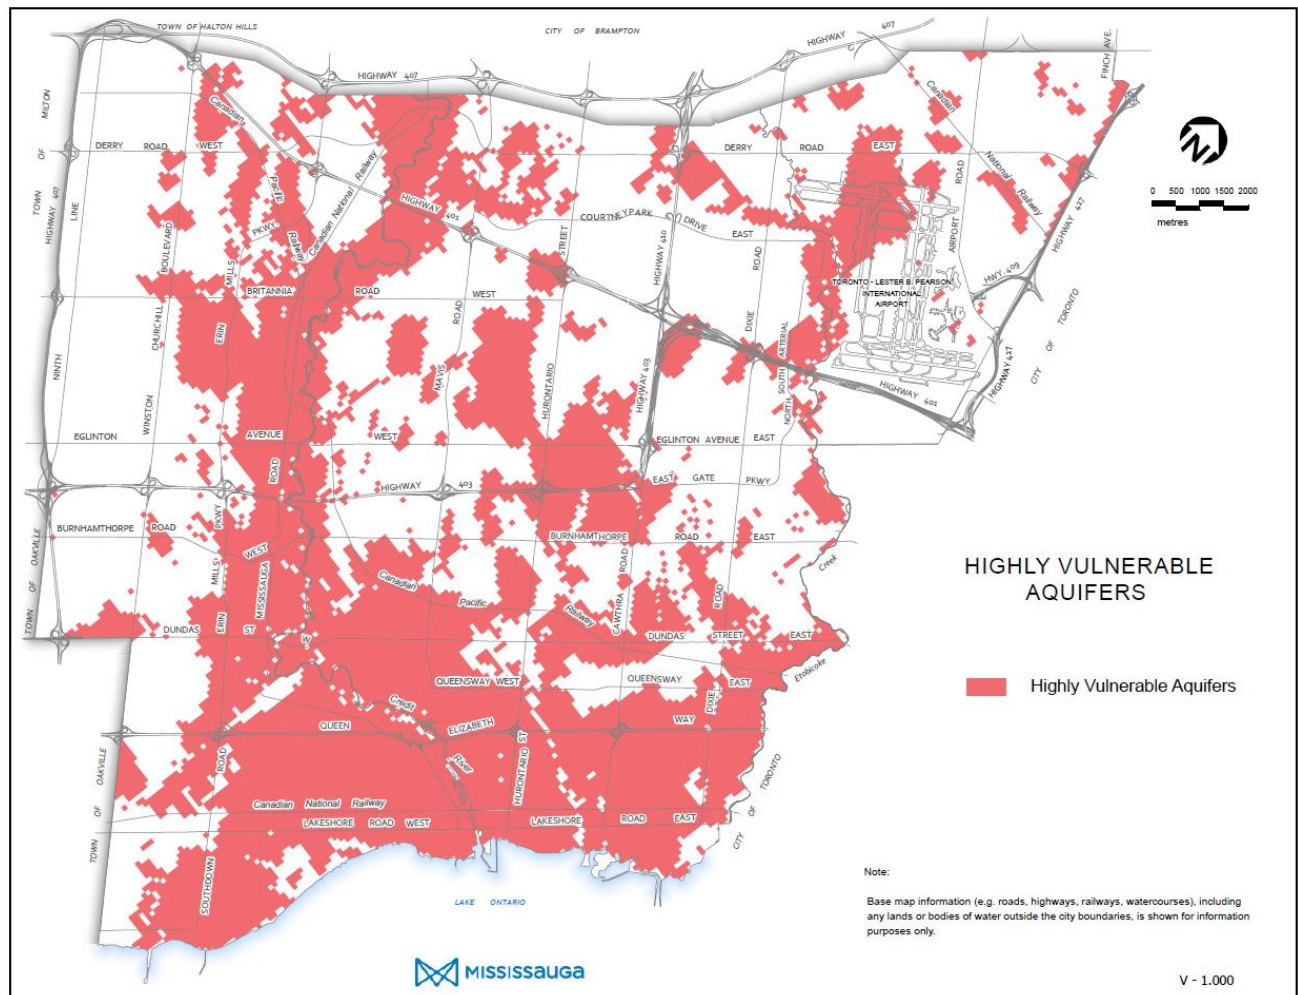 TOWN OF HALTON HILLS
CITY OF BRAMPTON
HIGHWAY 407
HIGHWAY 407
FINCH AVE.
TOWN OF MILTON
HIGHWAY 407
NINTH LINE
DERRY ROAD WEST
DERRY ROAD EAST
Canadian Pacific Railway
Canadian National Railway
Canadian National Railway
HIGHWAY 401
COURTNEYPARK DRIVE EAST
HIGHWAY 410
AIRPORT ROAD
HIGHWAY 427
HWY. 409
TORONTO - LESTER B. PEARSON
INTERNATIONAL
AIRPORT
CITY OF TORONTO
HIGHWAY 427
HIGHWAY 401
WINSTON CHURCHILL BOULEVARD
ERIN MILLS PKWY
BRITANNIA ROAD WEST
MAVIS ROAD
HURONTARIO STREET
HIGHWAY 403
DIXIE ROAD
NORTH SOUTH ARTERIAL
EGLINTON AVENUE WEST
EGLINTON AVENUE EAST
HIGHWAY 403
EAST GATE PKWY
BURNHAMTHORPE ROAD WEST
BURNHAMTHORPE ROAD EAST
TOWN OF OAKVILLE
ERIN MILLS PKWY
MISSISSAUGA ROAD
Canadian Pacific Railway
CAWTHRA ROAD
DIXIE ROAD
Etobicoke Creek
DUNDAS ST W
DUNDAS STREET EAST
QUEENSWAY WEST
QUEENSWAY EAST
Credit River
QUEEN ELIZABETH WAY
HURONTARIO ST
DIXIE
TOWN OF OAKVILLE
SOUTHDOWN ROAD
Canadian National Railway
LAKESHORE ROAD WEST
LAKESHORE ROAD EAST
CITY OF TORONTO
LAKE ONTARIO
N
0 500 1000 1500 2000
metres
HIGHLY VULNERABLE
AQUIFERS
Highly Vulnerable Aquifers
Note:
Base map information (e.g. roads, highways, railways, watercourses), including
any lands or bodies of water outside the city boundaries, is shown for information
purposes only.
MISSISSAUGA
V - 1.000